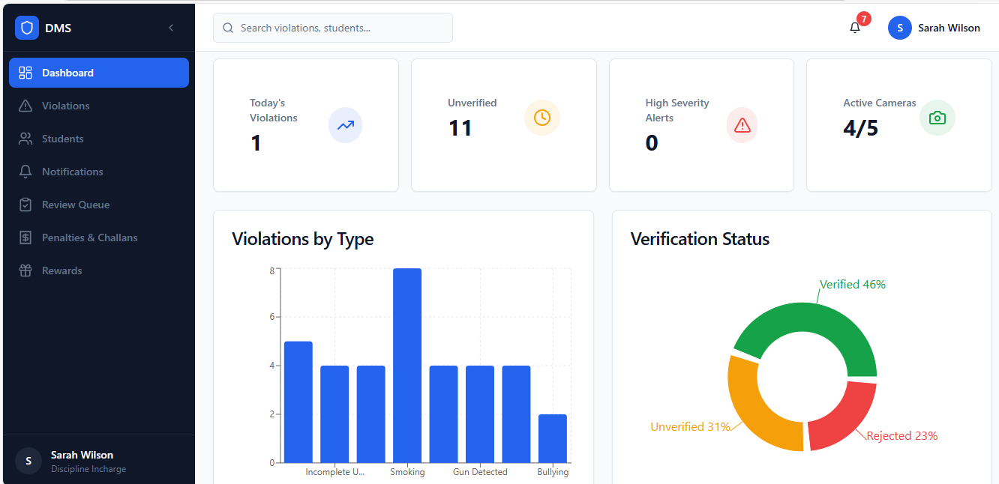 DMS
Search violations, students...
7
S
Sarah Wilson
Dashboard
Violations
Students
Notifications
Review Queue
Penalties & Challans
Rewards
S
Sarah Wilson
Discipline Incharge
Today's
Violations
1
Unverified
11
High Severity
Alerts
0
Active Cameras
4/5
Violations by Type
8
6
4
2
0
Incomplete U...
Smoking
Gun Detected
Bullying
Verification Status
Verified 46%
Unverified 31%
Rejected 23%